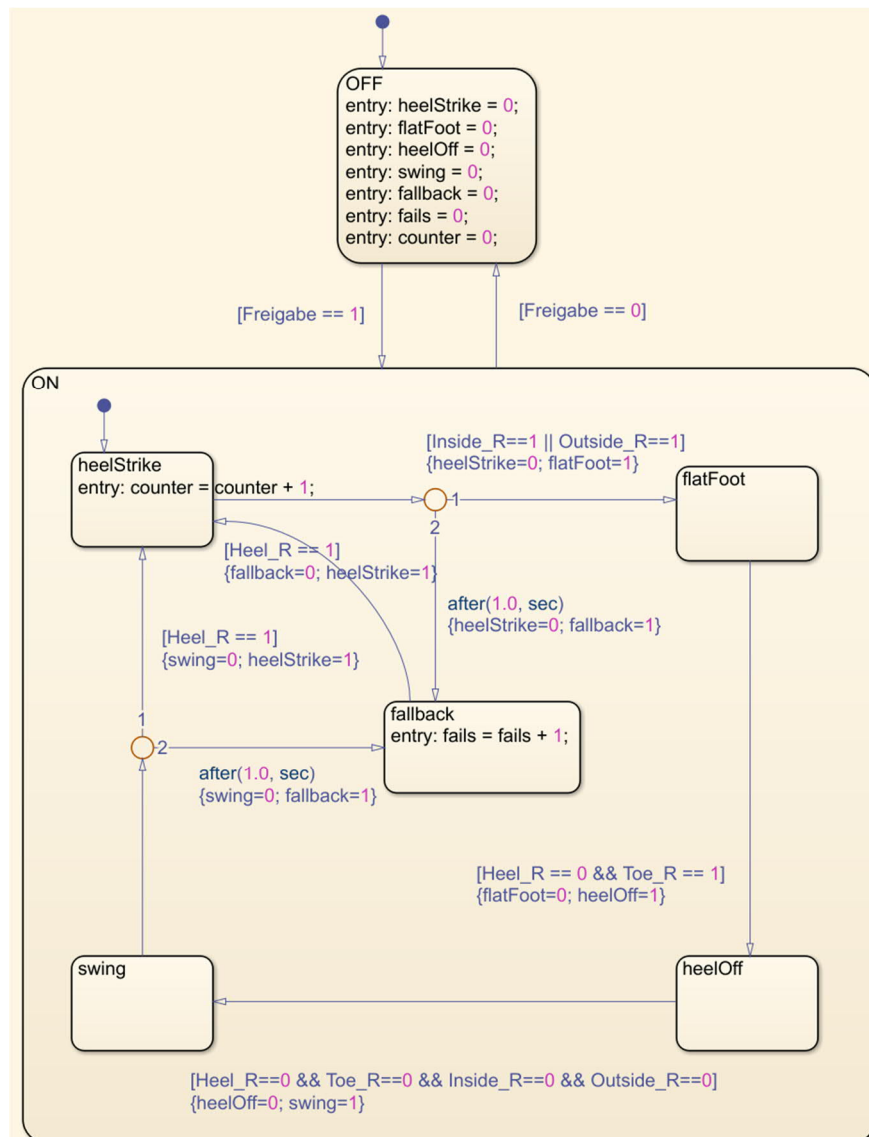 OFF
entry: heelStrike = 0;
entry: flatFoot = 0;
entry: heelOff = 0;
entry: swing = 0;
entry: fallback = 0;
entry: fails = 0;
entry: counter = 0;
[Freigabe == 1]
[Freigabe == 0]
ON
heelStrike
entry: counter = counter + 1;
[Inside_R==1 || Outside_R==1]
{heelStrike=0; flatFoot=1}
1
2
flatFoot
[Heel_R == 1]
{fallback=0; heelStrike=1}
after(1.0, sec)
{heelStrike=0; fallback=1}
[Heel_R == 1]
{swing=0; heelStrike=1}
1
2
fallback
entry: fails = fails + 1;
after(1.0, sec)
{swing=0; fallback=1}
[Heel_R == 0 && Toe_R == 1]
{flatFoot=0; heelOff=1}
swing
heelOff
[Heel_R==0 && Toe_R==0 && Inside_R==0 && Outside_R==0]
{heelOff=0; swing=1}